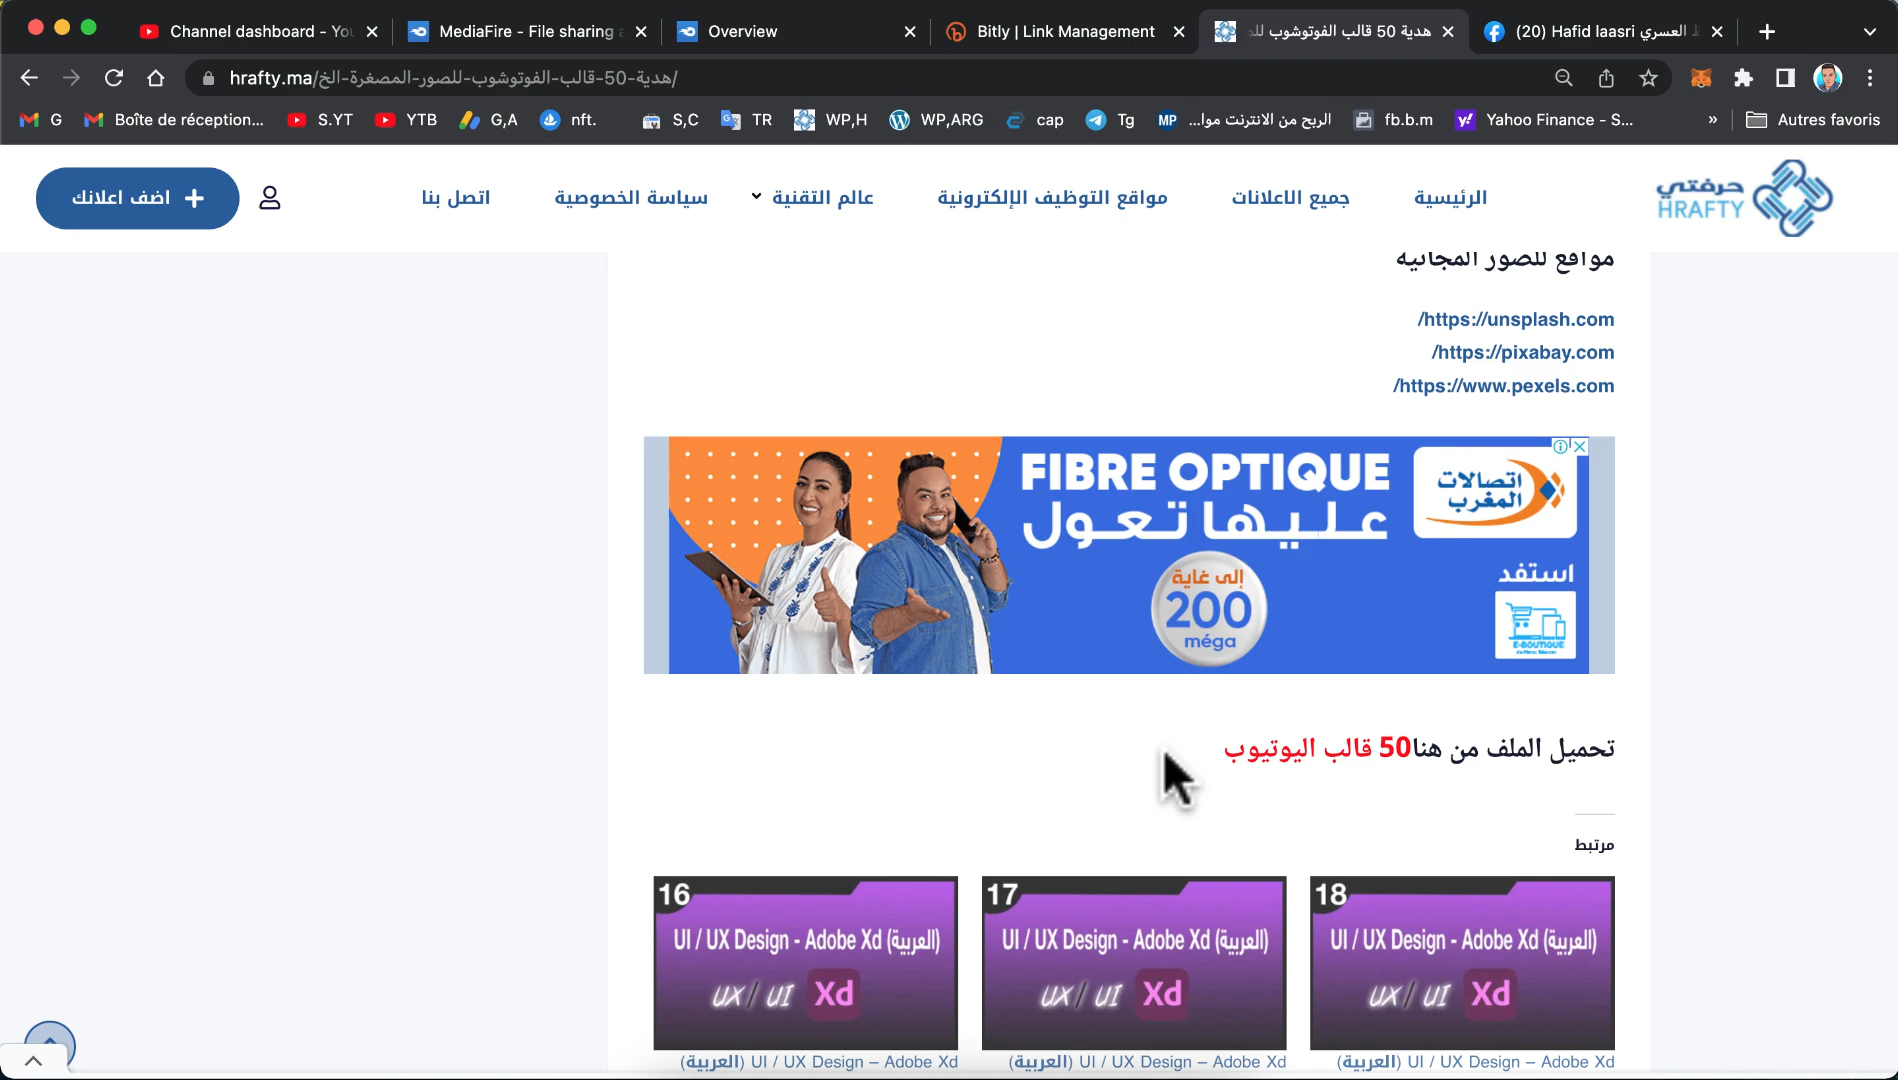 Channel dashboard - You
MediaFire - File sharing a
Overview
Bitly | Link Management
هدية 50 قالب الفوتوشوب للص
(20) Hafid laasri ظ العسري
hrafty.ma/هدية-50-قالب-الفوتوشوب-للصور-المصغرة-الخ/
G
Boîte de réception...
S.YT
YTB
G,A
nft.
S,C
TR
WP,H
WP,ARG
cap
Tg
MP
الربح من الانترنت موا...
fb.b.m
Yahoo Finance - S...
»
Autres favoris
حرفتي
HRAFTY
الرئيسية
جميع الاعلانات
مواقع التوظيف الإلكترونية
عالم التقنية
سياسة الخصوصية
اتصل بنا
اضف اعلانك
مواقع للصور المجانية
/https://unsplash.com
/https://pixabay.com
/https://www.pexels.com
FIBRE OPTIQUE
عليها تعول
إلى غاية
200
méga
اتصالات
المغرب
استفد
E-BOUTIQUE
de Maroc Telecom
تحميل الملف من هنا50 قالب اليوتيوب
مرتبط
18
UI / UX Design - Adobe Xd (العربية)
UX / UI Xd
17
UI / UX Design - Adobe Xd (العربية)
UX / UI Xd
16
UI / UX Design - Adobe Xd (العربية)
UX / UI Xd
(العربية) UI / UX Design – Adobe Xd
(العربية) UI / UX Design – Adobe Xd
(العربية) UI / UX Design – Adobe Xd